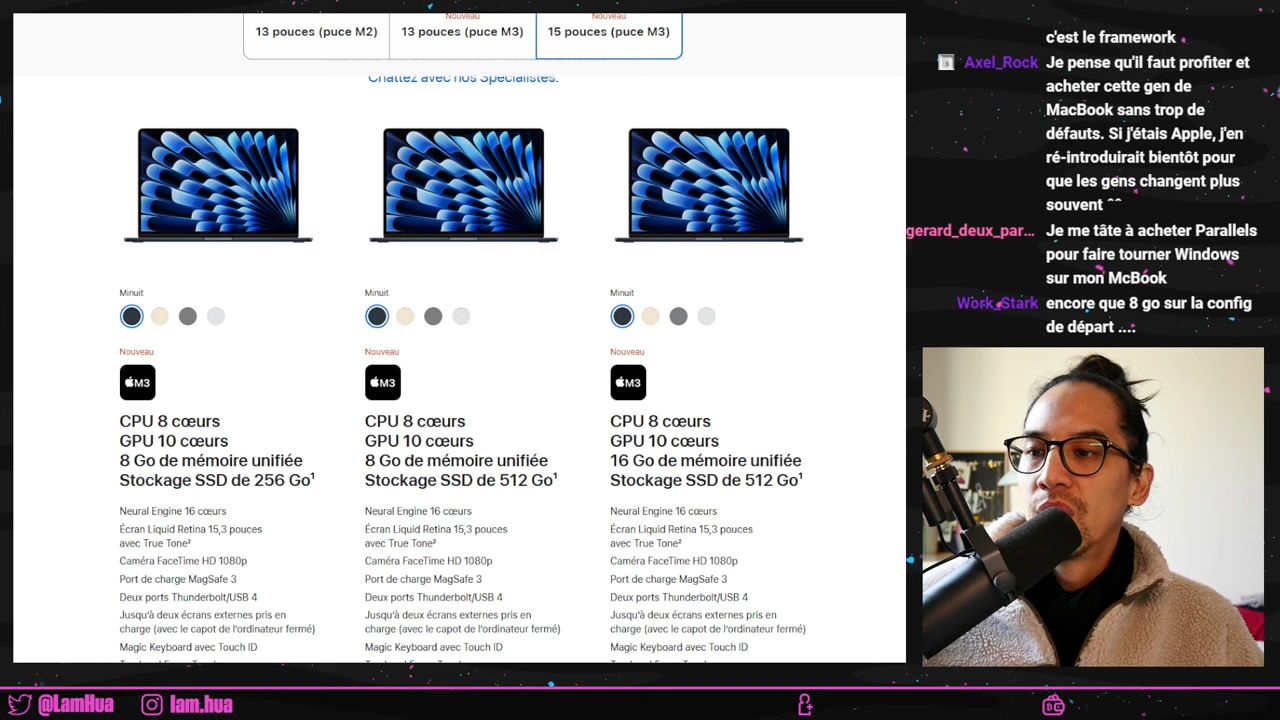 Nouveau
Nouveau
13 pouces (puce M2)
13 pouces (puce M3)
15 pouces (puce M3)
Chattez avec nos Spécialistes.
Minuit
Minuit
Minuit
Nouveau
Nouveau
Nouveau
M3
M3
M3
CPU 8 cœurs
GPU 10 cœurs
8 Go de mémoire unifiée
Stockage SSD de 256 Go¹
Neural Engine 16 cœurs
Écran Liquid Retina 15,3 pouces
avec True Tone²
Caméra FaceTime HD 1080p
Port de charge MagSafe 3
Deux ports Thunderbolt/USB 4
Jusqu'à deux écrans externes pris en
charge (avec le capot de l'ordinateur fermé)
Magic Keyboard avec Touch ID
CPU 8 cœurs
GPU 10 cœurs
8 Go de mémoire unifiée
Stockage SSD de 512 Go¹
Neural Engine 16 cœurs
Écran Liquid Retina 15,3 pouces
avec True Tone²
Caméra FaceTime HD 1080p
Port de charge MagSafe 3
Deux ports Thunderbolt/USB 4
Jusqu'à deux écrans externes pris en
charge (avec le capot de l'ordinateur fermé)
Magic Keyboard avec Touch ID
CPU 8 cœurs
GPU 10 cœurs
16 Go de mémoire unifiée
Stockage SSD de 512 Go¹
Neural Engine 16 cœurs
Écran Liquid Retina 15,3 pouces
avec True Tone²
Caméra FaceTime HD 1080p
Port de charge MagSafe 3
Deux ports Thunderbolt/USB 4
Jusqu'à deux écrans externes pris en
charge (avec le capot de l'ordinateur fermé)
Magic Keyboard avec Touch ID
c'est le framework
Axel_Rock Je pense qu'il faut profiter et
acheter cette gen de
MacBook sans trop de
défauts. Si j'étais Apple, j'en
ré-introduirait bientôt pour
que les gens changent plus
souvent ^^
gerard_deux_par... Je me tâte à acheter Parallels
pour faire tourner Windows
sur mon McBook
Work_Stark encore que 8 go sur la config
de départ ....
@LamHua
lam.hua